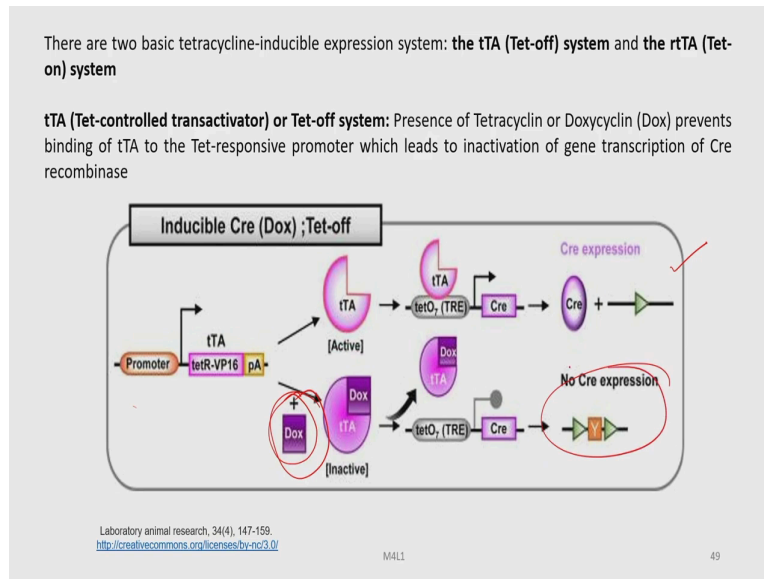 There are two basic tetracycline-inducible expression system: the tTA (Tet-off) system and the rtTA (Tet-
on) system
tTA (Tet-controlled transactivator) or Tet-off system: Presence of Tetracyclin or Doxycyclin (Dox) prevents
binding of tTA to the Tet-responsive promoter which leads to inactivation of gene transcription of Cre
recombinase
Inducible Cre (Dox) ;Tet-off
Cre expression
tTA
tetO₇ (TRE)
Cre
Cre
+
tTA
[Active]
tTA
Promoter
tetR-VP16
pA
+
Dox
Dox
tTA
[Inactive]
Dox
tTA
tetO₇ (TRE)
Cre
No Cre expression
Y
Laboratory animal research, 34(4), 147-159.
http://creativecommons.org/licenses/by-nc/3.0/
M4L1
49